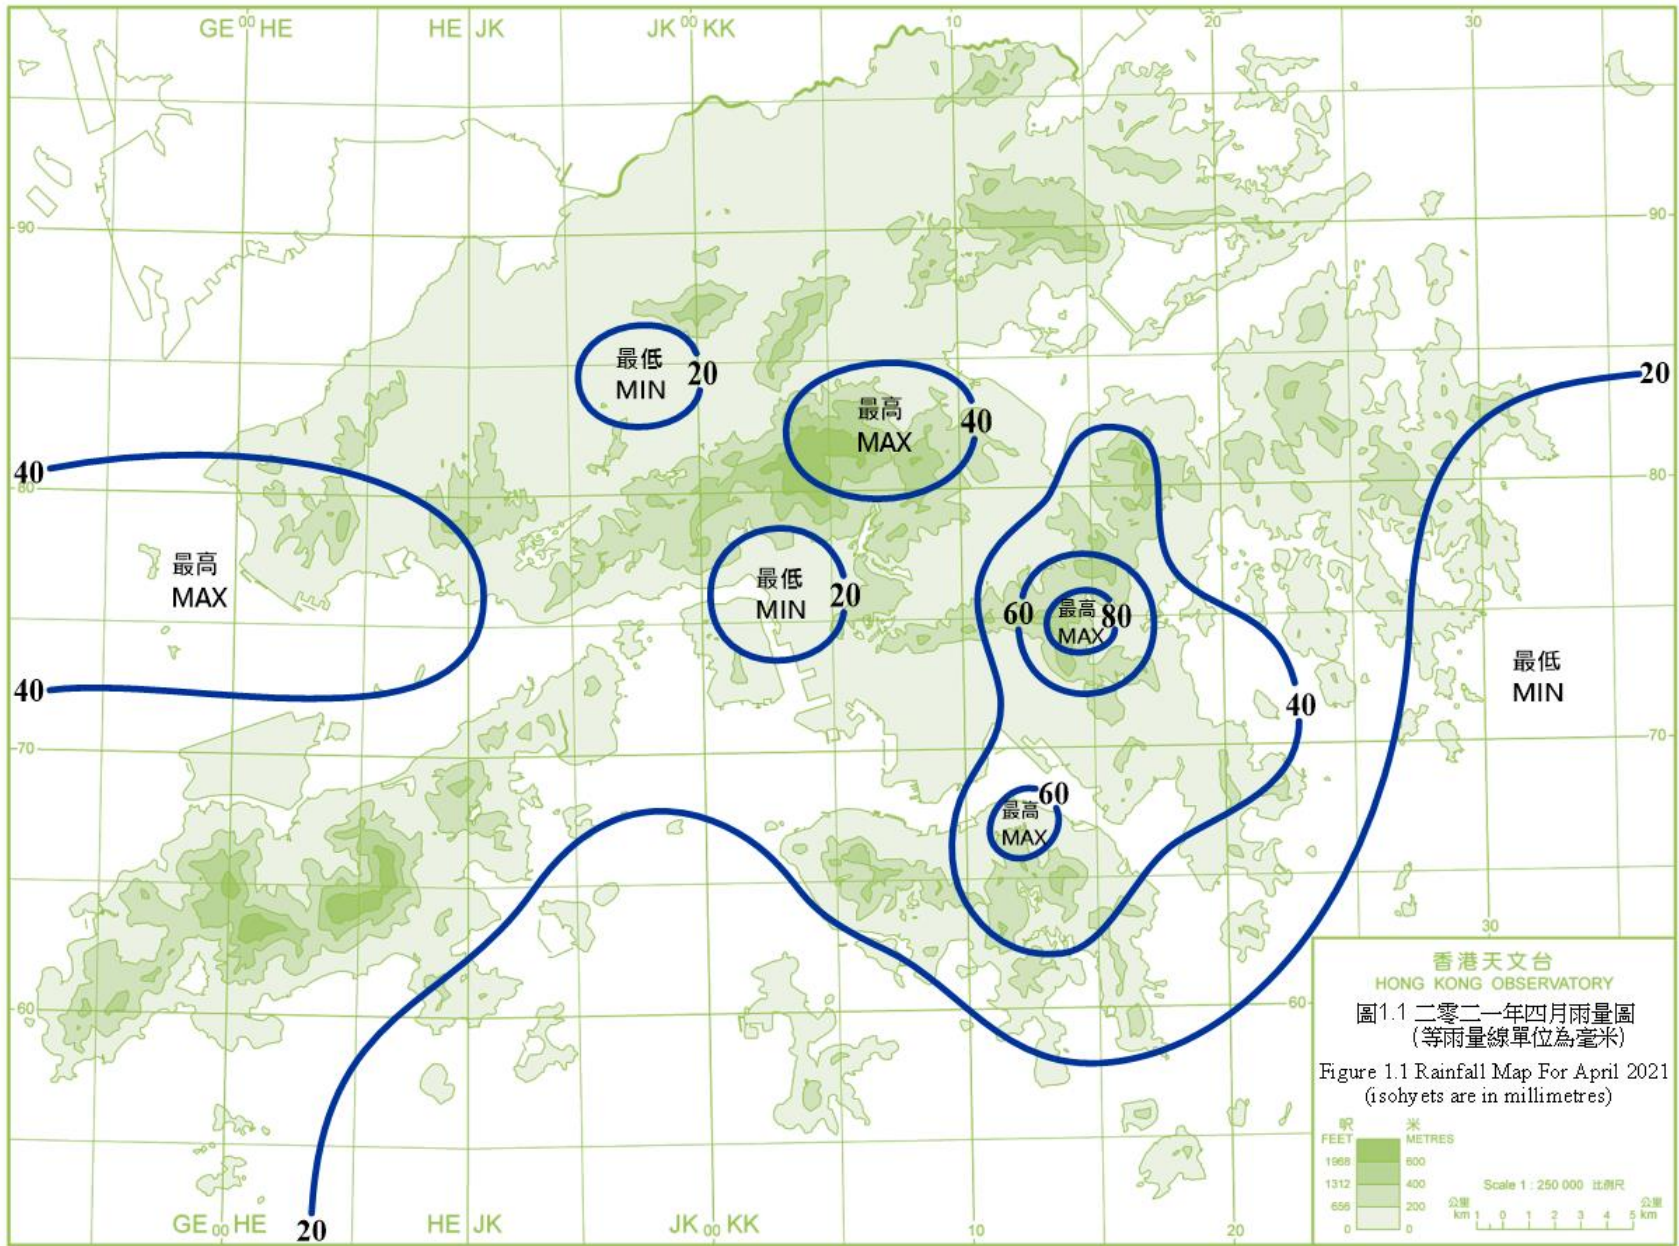 GE 00 HE
HE JK
JK 00 KK
10
20
30
90
90
最低
MIN
20
最高
MAX
40
20
40
80
80
最高
MAX
最低
MIN
20
60
最高
MAX
80
最低
MIN
40
40
70
70
60
最高
MAX
30
60
60
香港天文台
HONG KONG OBSERVATORY
圖1.1 二零二一年四月雨量圖
(等雨量線單位為毫米)
Figure 1.1 Rainfall Map For April 2021
(isohyets are in millimetres)
呎 米
FEET METRES
1968 600
1312 400
656 200
0 0
Scale 1 : 250 000 比例尺
公里 公里
km 1 0 1 2 3 4 5 km
GE 00 HE
20
HE JK
JK 00 KK
10
20